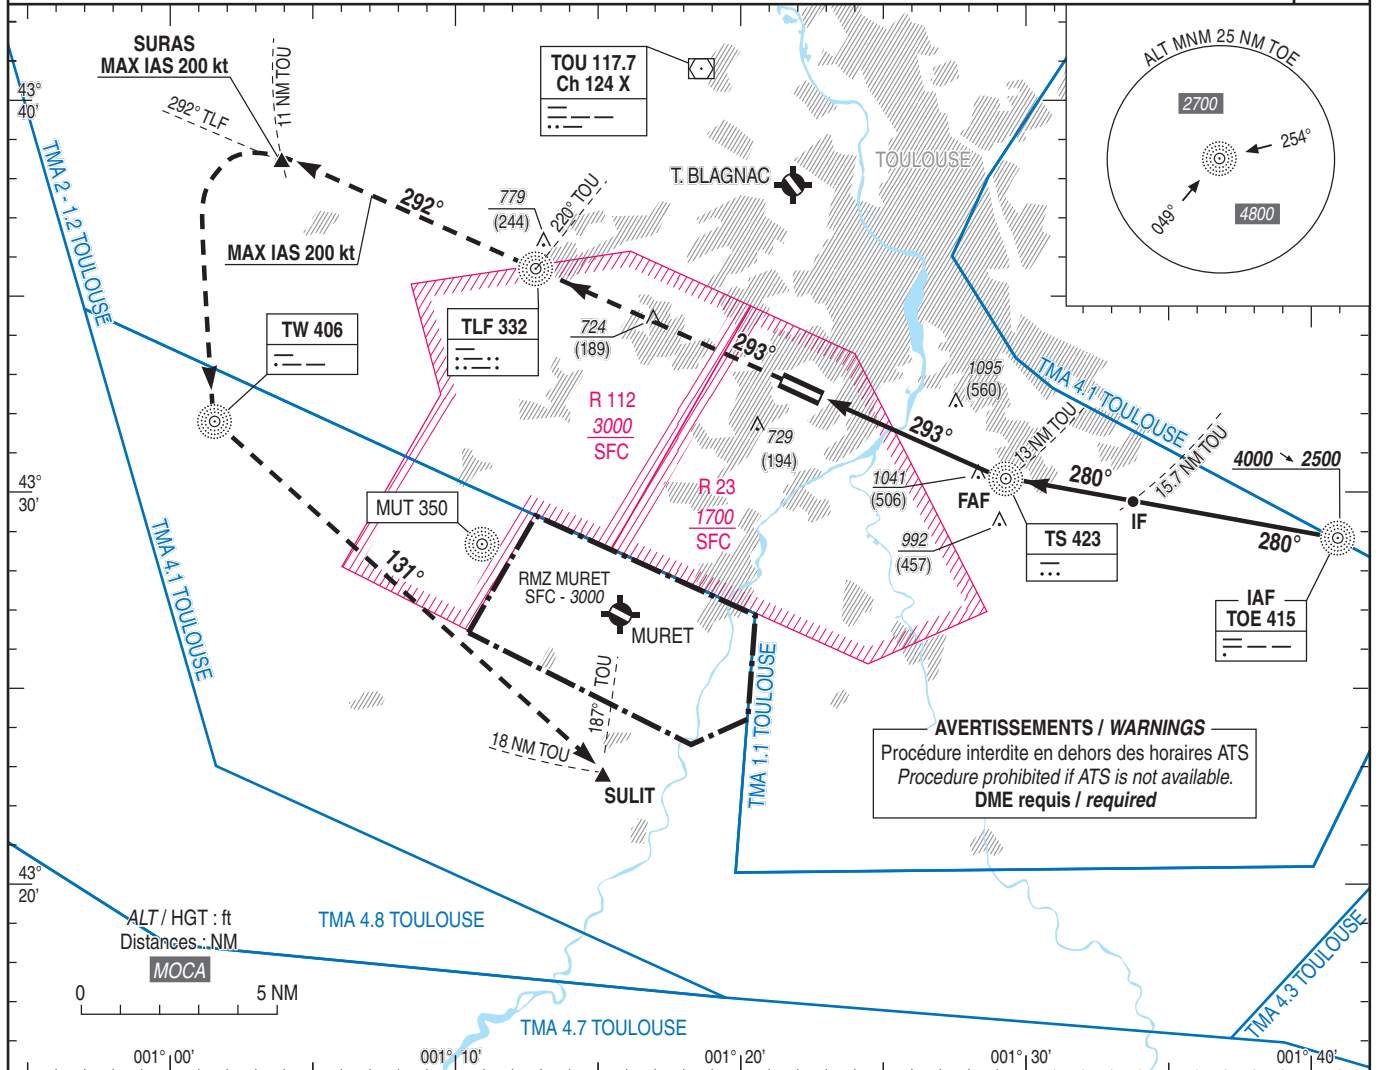 SURAS
MAX IAS 200 kt
11 NM TOU
292° TLF
43°
40'
TOU 117.7
Ch 124 X
ALT MNM 25 NM TOE
2700
254°
049°
4800
TOULOUSE
T. BLAGNAC
TMA 2 - 1.2 TOULOUSE
292°
779
(244)
220° TOU
MAX IAS 200 kt
TW 406
TLF 332
724
(189)
293°
R 112
3000
SFC
1095
(560)
TMA 4.1 TOULOUSE
729
(194)
293°
13 NM TOU
15.7 NM TOU
4000 ↘ 2500
1041
(506)
FAF
280°
IF
280°
43°
30'
MUT 350
R 23
1700
SFC
992
(457)
TS 423
IAF
TOE 415
TMA 4.1 TOULOUSE
131°
RMZ MURET
SFC - 3000
MURET
187° TOU
18 NM TOU
SULIT
TMA 1.1 TOULOUSE
AVERTISSEMENTS / WARNINGS
Procédure interdite en dehors des horaires ATS
Procedure prohibited if ATS is not available.
DME requis / required
43°
20'
ALT / HGT : ft
Distances : NM
MOCA
0 5 NM
TMA 4.8 TOULOUSE
TMA 4.7 TOULOUSE
TMA 4.3 TOULOUSE
001° 00' 001° 10' 001° 20' 001° 30' 001° 40'